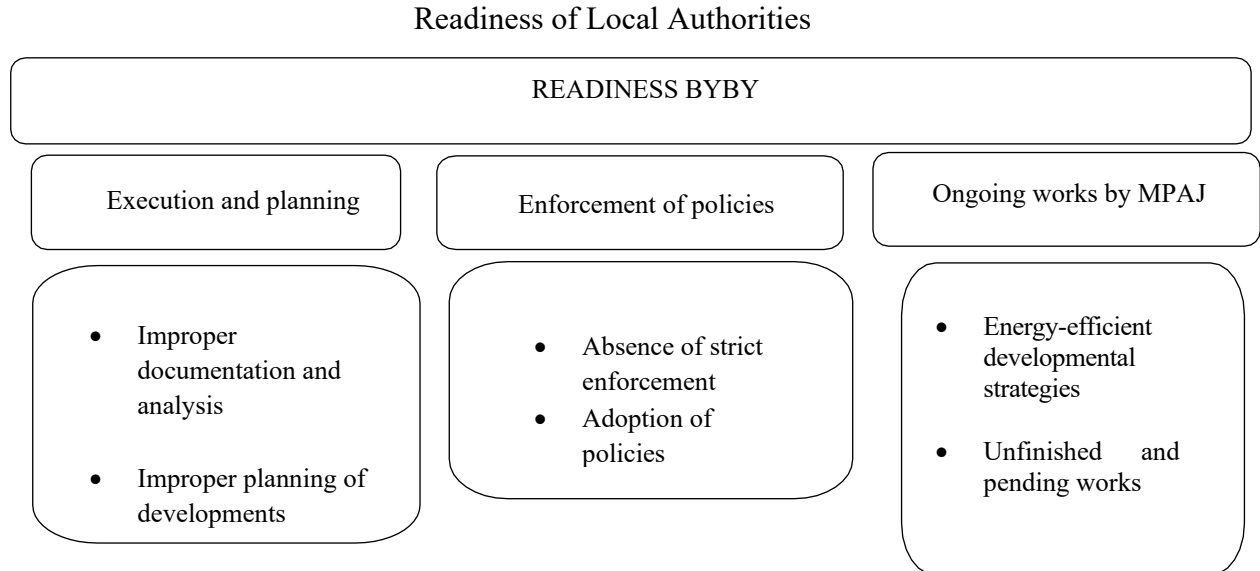 Readiness of Local Authorities
READINESS BYBY
Execution and planning
Enforcement of policies
Ongoing works by MPAJ
• Improper
documentation and
analysis
• Improper planning of
developments
• Absence of strict
enforcement
• Adoption of
policies
• Energy-efficient
developmental
strategies
• Unfinished and
pending works